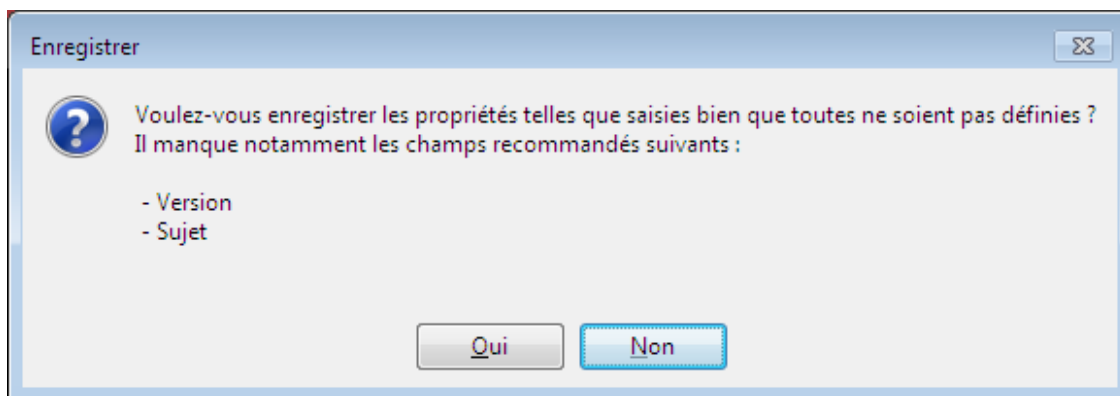 Enregistrer
Voulez-vous enregistrer les propriétés telles que saisies bien que toutes ne soient pas définies ?
Il manque notamment les champs recommandés suivants :
- Version
- Sujet
Oui
Non